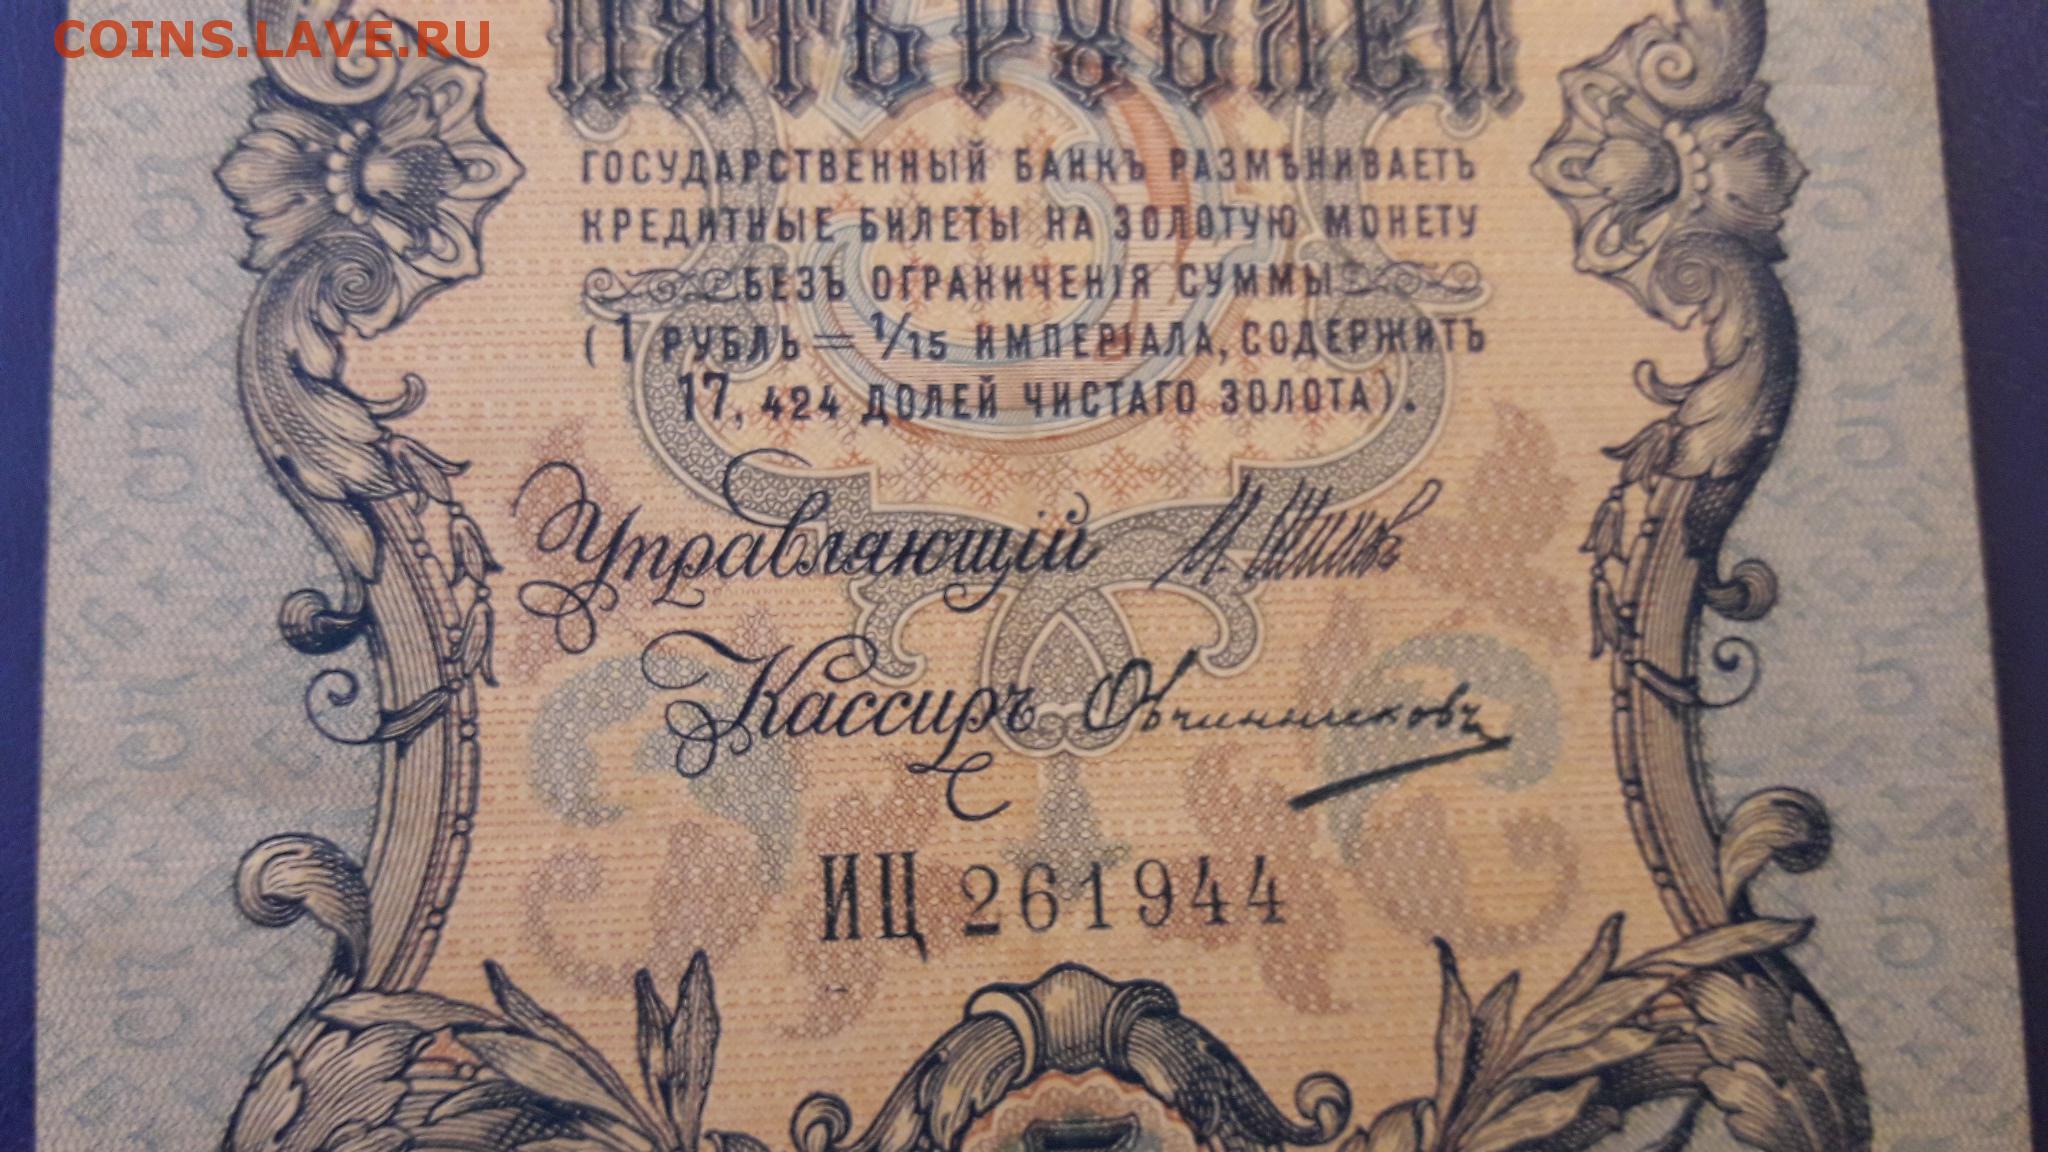 COINS.LAVE.RU
ПЯТЬ РУБЛЕЙ
ГОСУДАРСТВЕННЫЙ БАНКЪ РАЗМѢНИВАЕТЪ
КРЕДИТНЫЕ БИЛЕТЫ НА ЗОЛОТУЮ МОНЕТУ
БЕЗЪ ОГРАНИЧЕНІЯ СУММЫ
(1 РУБЛЬ = 1/15 ИМПЕРІАЛА, СОДЕРЖИТЪ
17,424 ДОЛЕЙ ЧИСТАГО ЗОЛОТА).
Управляющій И. Шиповъ
Кассиръ Овчинниковъ
ИЦ 261944